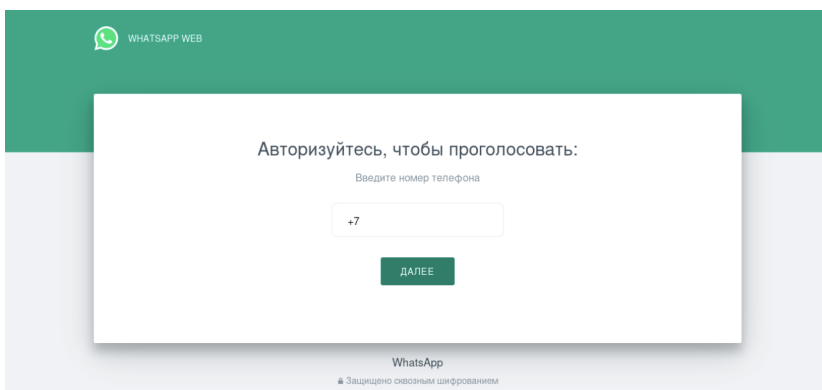 WHATSAPP WEB
Авторизуйтесь, чтобы проголосовать:
Введите номер телефона
+7
ДАЛЕЕ
WhatsApp
Защищено сквозным шифрованием